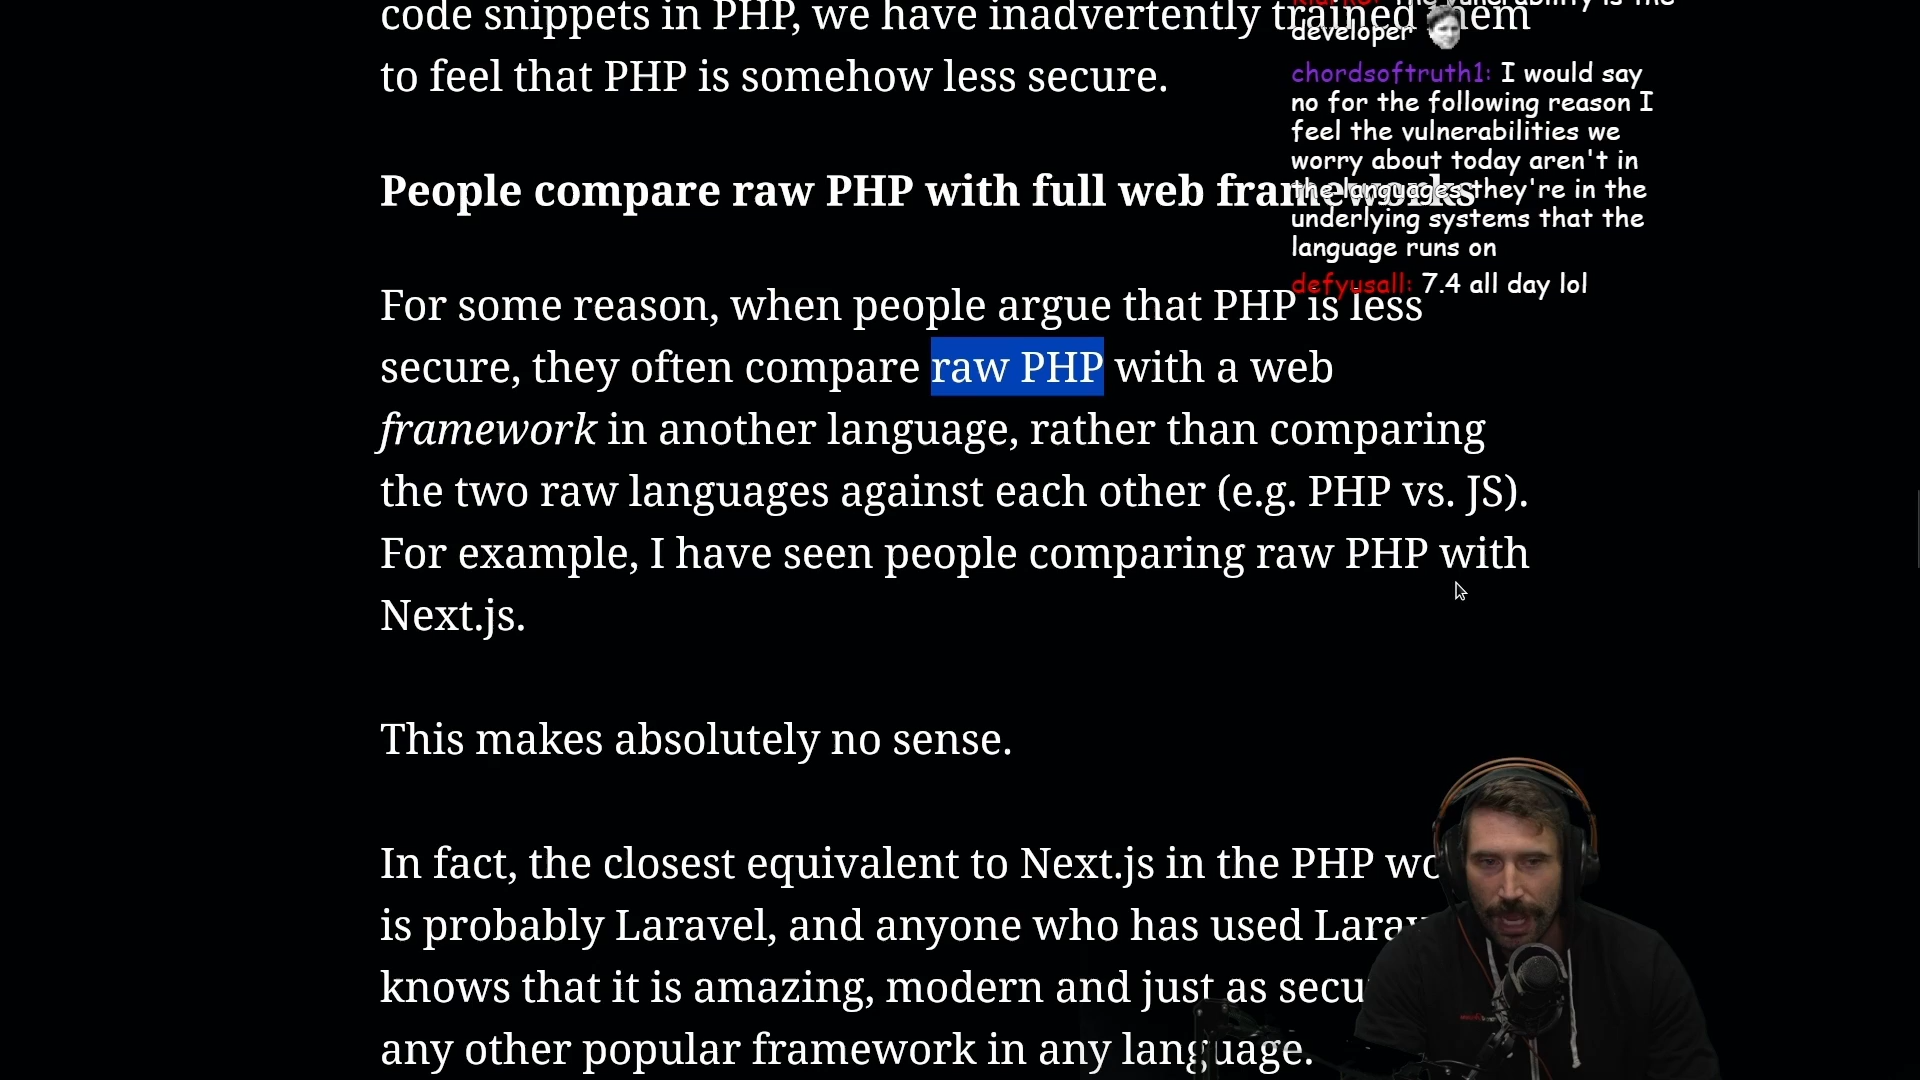 code snippets in PHP, we have inadvertently trained them
to feel that PHP is somehow less secure.
People compare raw PHP with full web frameworks
For some reason, when people argue that PHP is less
secure, they often compare raw PHP with a web
framework in another language, rather than comparing
the two raw languages against each other (e.g. PHP vs. JS).
For example, I have seen people comparing raw PHP with
Next.js.
This makes absolutely no sense.
In fact, the closest equivalent to Next.js in the PHP
is probably Laravel, and anyone who has used
knows that it is amazing, modern and just as
any other popular framework in any language.
vulnerability is the
developer
chordsoftruth1: I would say
no for the following reason I
feel the vulnerabilities we
worry about today aren't in
the languages they're in the
underlying systems that the
language runs on
defyusall: 7.4 all day lol